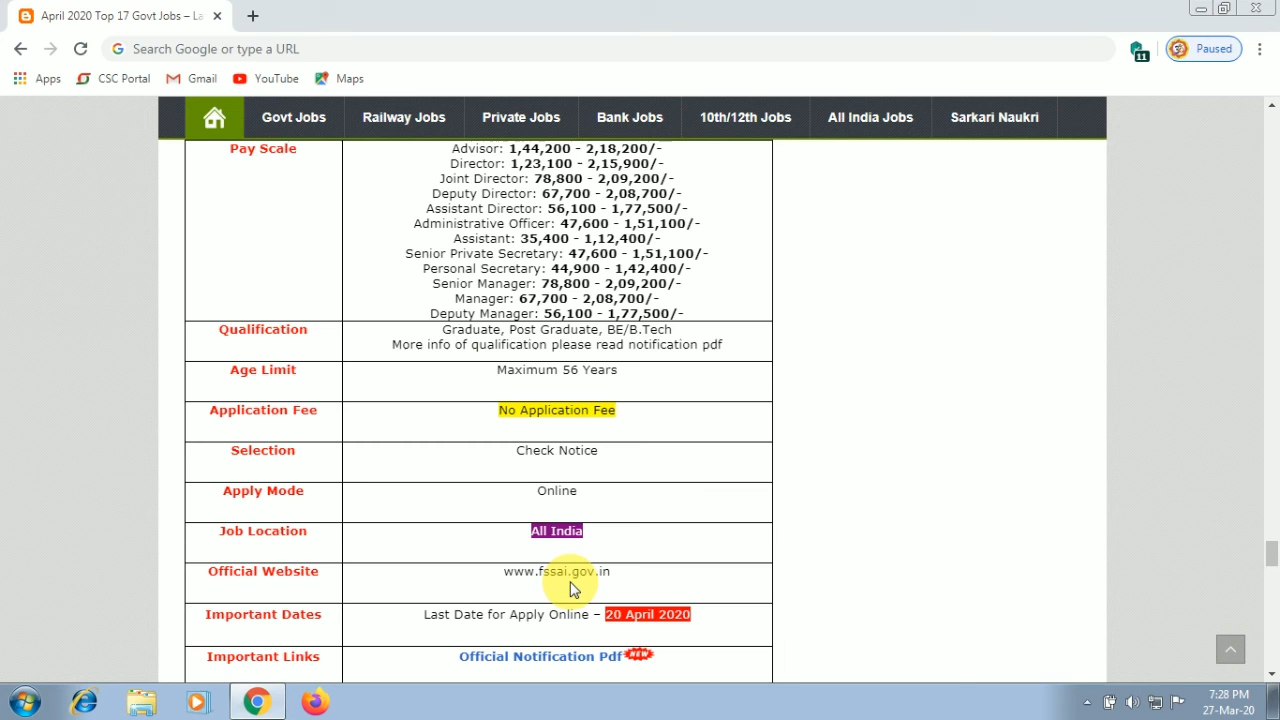 April 2020 Top 17 Govt Jobs – La
Search Google or type a URL
11
Paused
Apps
CSC Portal
Gmail
YouTube
Maps
Govt Jobs
Railway Jobs
Private Jobs
Bank Jobs
10th/12th Jobs
All India Jobs
Sarkari Naukri
Pay Scale
Advisor: 1,44,200 - 2,18,200/-
Director: 1,23,100 - 2,15,900/-
Joint Director: 78,800 - 2,09,200/-
Deputy Director: 67,700 - 2,08,700/-
Assistant Director: 56,100 - 1,77,500/-
Administrative Officer: 47,600 - 1,51,100/-
Assistant: 35,400 - 1,12,400/-
Senior Private Secretary: 47,600 - 1,51,100/-
Personal Secretary: 44,900 - 1,42,400/-
Senior Manager: 78,800 - 2,09,200/-
Manager: 67,700 - 2,08,700/-
Deputy Manager: 56,100 - 1,77,500/-
Qualification
Graduate, Post Graduate, BE/B.Tech
More info of qualification please read notification pdf
Age Limit
Maximum 56 Years
Application Fee
No Application Fee
Selection
Check Notice
Apply Mode
Online
Job Location
All India
Official Website
www.fssai.gov.in
Important Dates
Last Date for Apply Online – 20 April 2020
Important Links
Official Notification Pdf NEW
7:28 PM
27-Mar-20